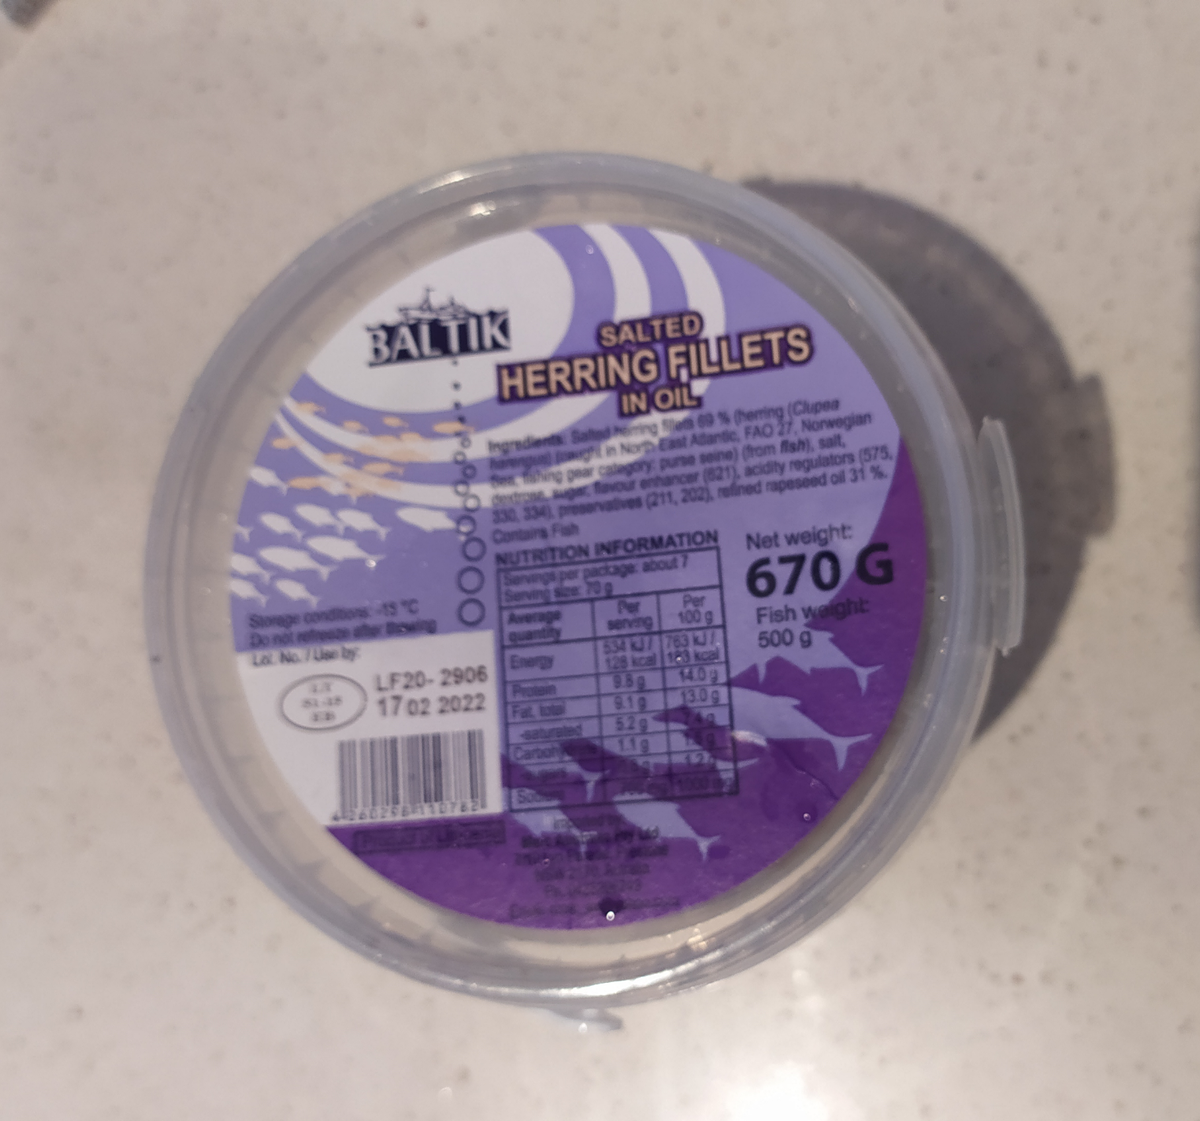 BALTIK
SALTED
HERRING FILLETS
IN OIL
Ingredients: Salted herring fillets 69 % (herring (Clupea
harengus) (caught in North-East Atlantic, FAO 27, Norwegian
Sea, fishing gear category: purse seine) (from fish), salt,
dextrose, sugar, flavour enhancer (621), acidity regulators (575,
330, 334), preservatives (211, 202), refined rapeseed oil 31 %.
Contains Fish
NUTRITION INFORMATION
Servings per package: about 7
Serving size: 70 g
Average quantity Per serving Per 100 g
Energy 534 kJ / 128 kcal 763 kJ / 183 kcal
Protein 9.8 g 14.0 g
Fat, total 9.1 g 13.0 g
-saturated 5.2 g
1.1 g
Net weight:
670 G
Fish weight:
500 g
Storage conditions: -15 °C
Do not refreeze after thawing
Lot. No. / Use by:
LF20- 2906
17 02 2022